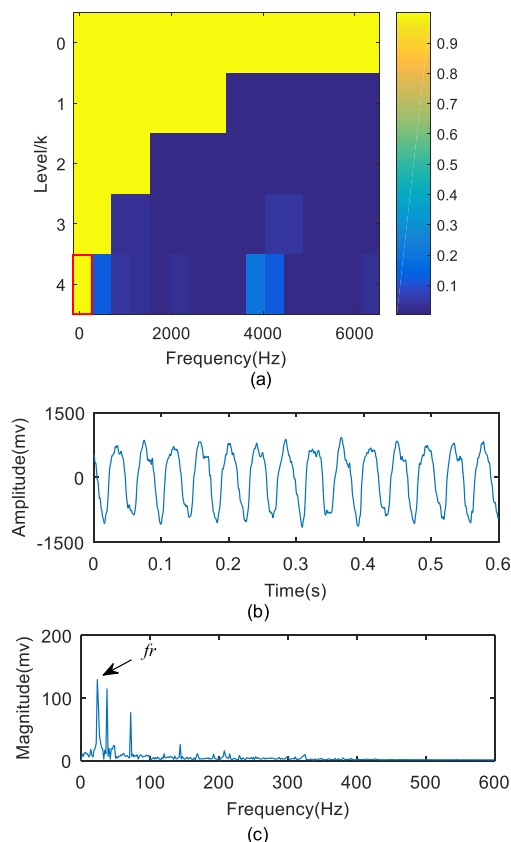 0
1
2
3
4
Level/k
0 2000 4000 6000
Frequency(Hz)
0.9
0.8
0.7
0.6
0.5
0.4
0.3
0.2
0.1
(a)
1500
0
-1500
Amplitude(mv)
0 0.1 0.2 0.3 0.4 0.5 0.6
Time(s)
(b)
200
100
0
Magnitude(mv)
fr
0 100 200 300 400 500 600
Frequency(Hz)
(c)